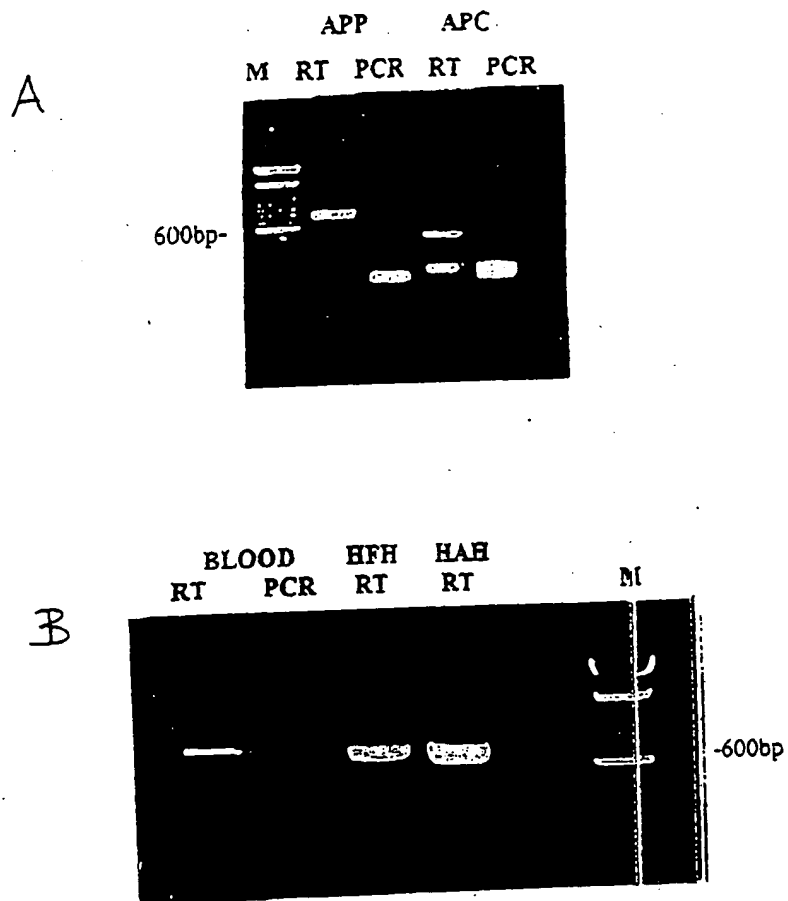 APP APC
M RT PCR RT PCR
A
600bp-
BLOOD HFH HAH
RT PCR RT RT M
B
-600bp